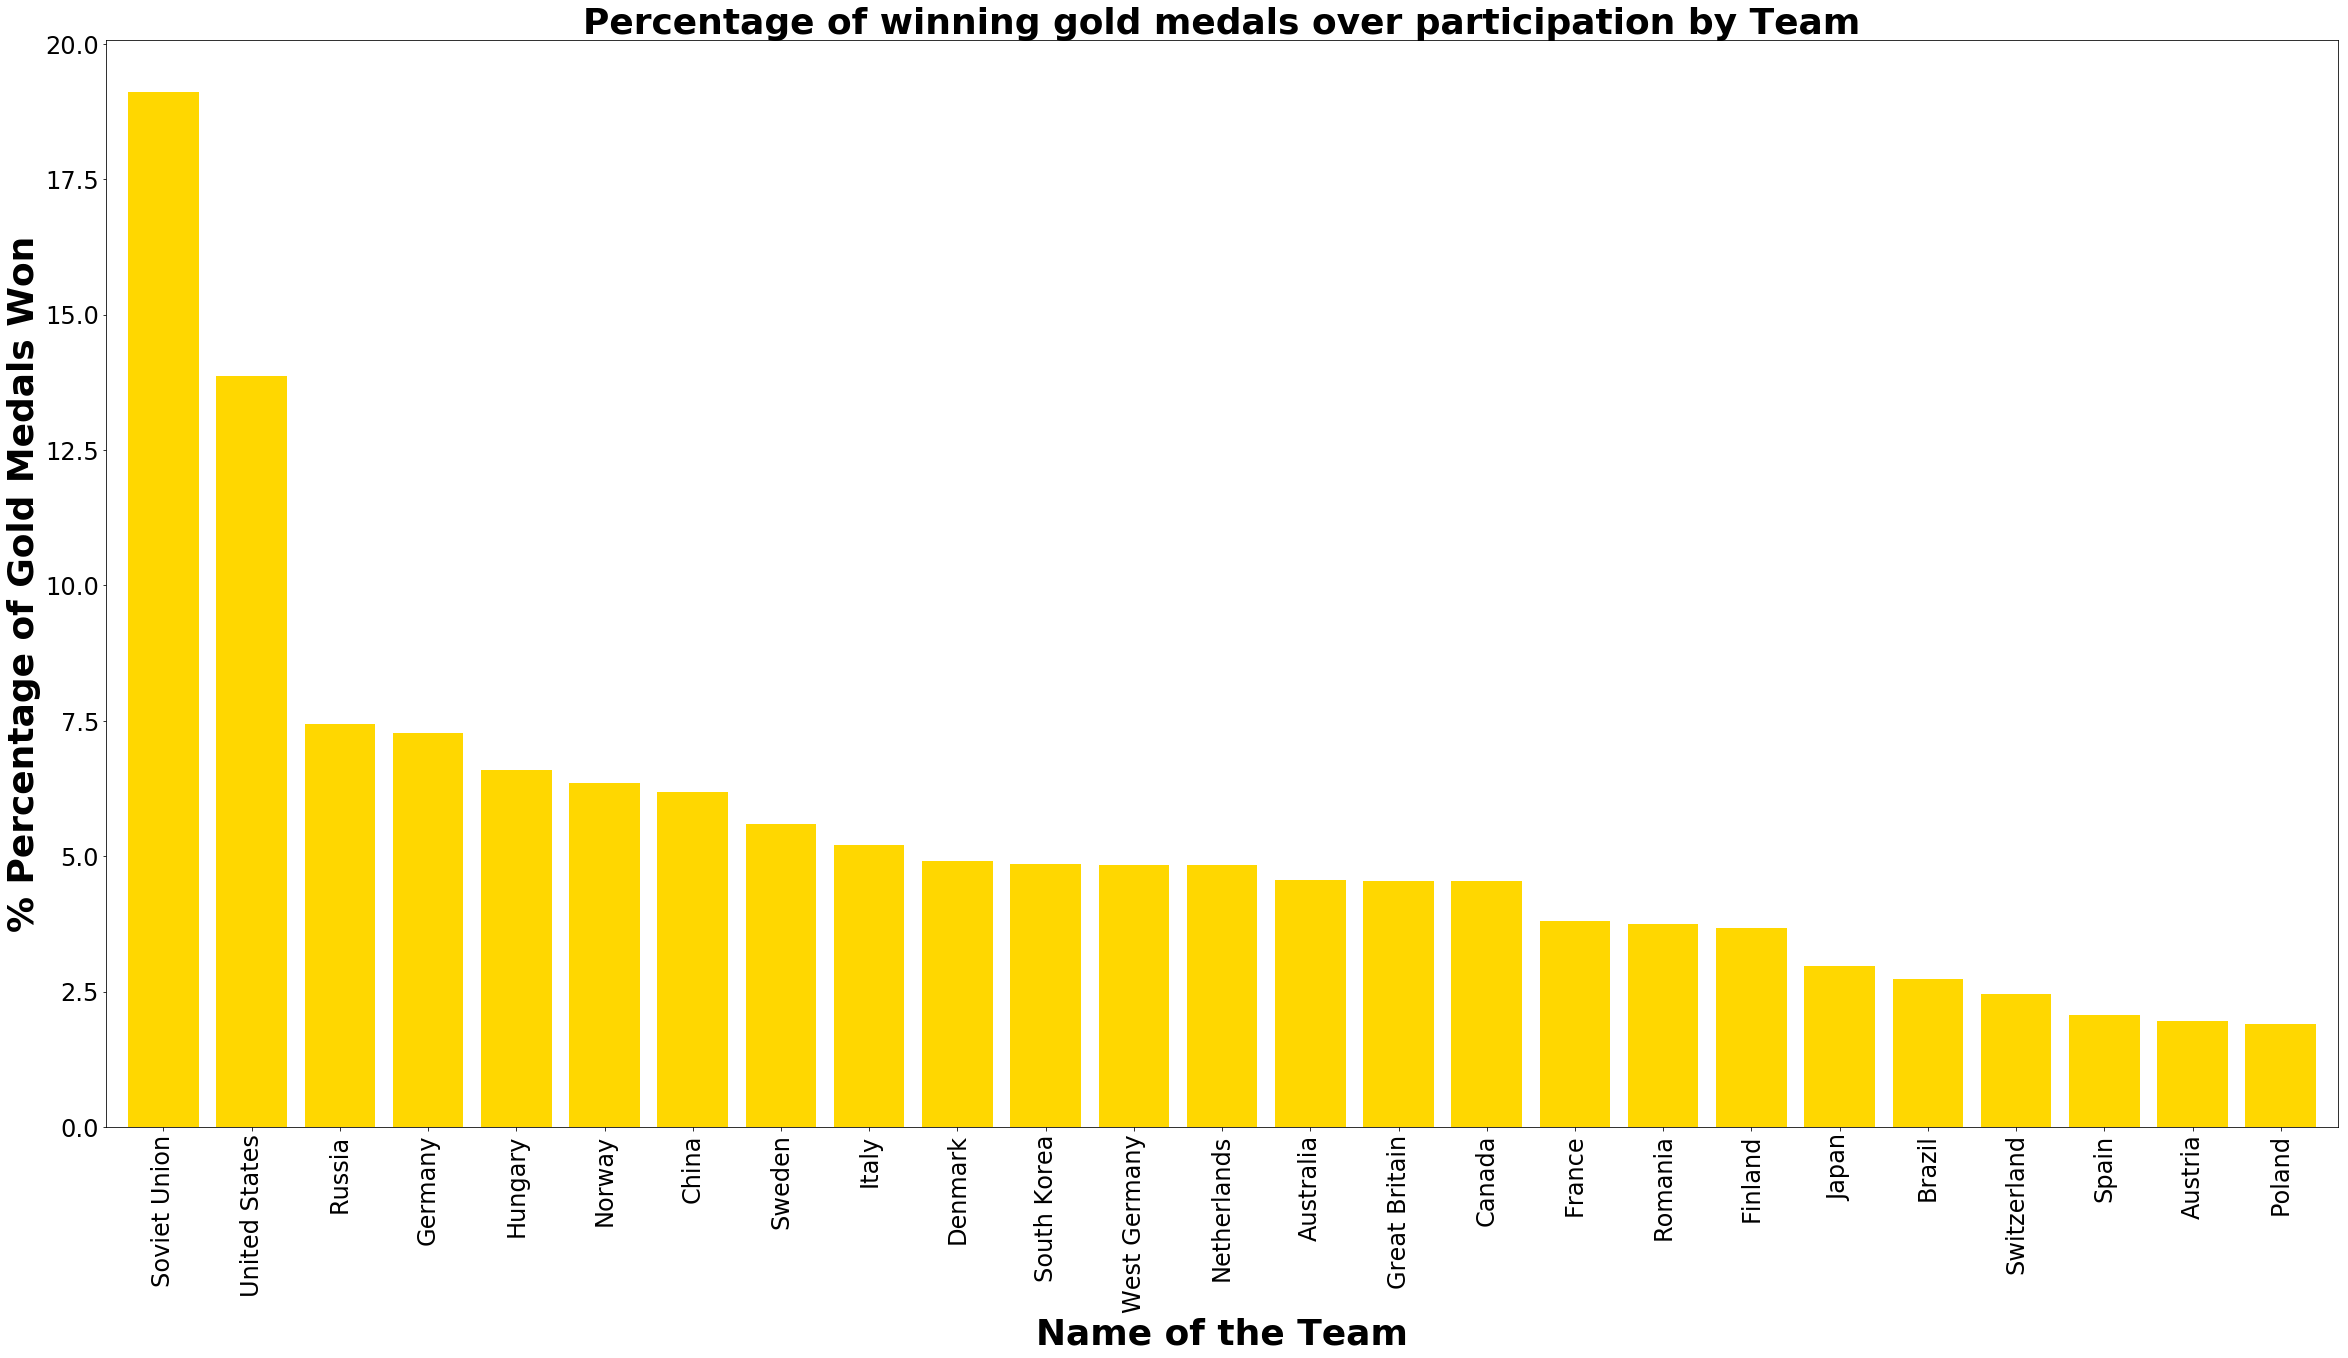 Percentage of winning gold medals over participation by Team
% Percentage of Gold Medals Won
20.0
17.5
15.0
12.5
10.0
7.5
5.0
2.5
0.0
Soviet Union
United States
Russia
Germany
Hungary
Norway
China
Sweden
Italy
Denmark
South Korea
West Germany
Netherlands
Australia
Great Britain
Canada
France
Romania
Finland
Japan
Brazil
Switzerland
Spain
Austria
Poland
Name of the Team